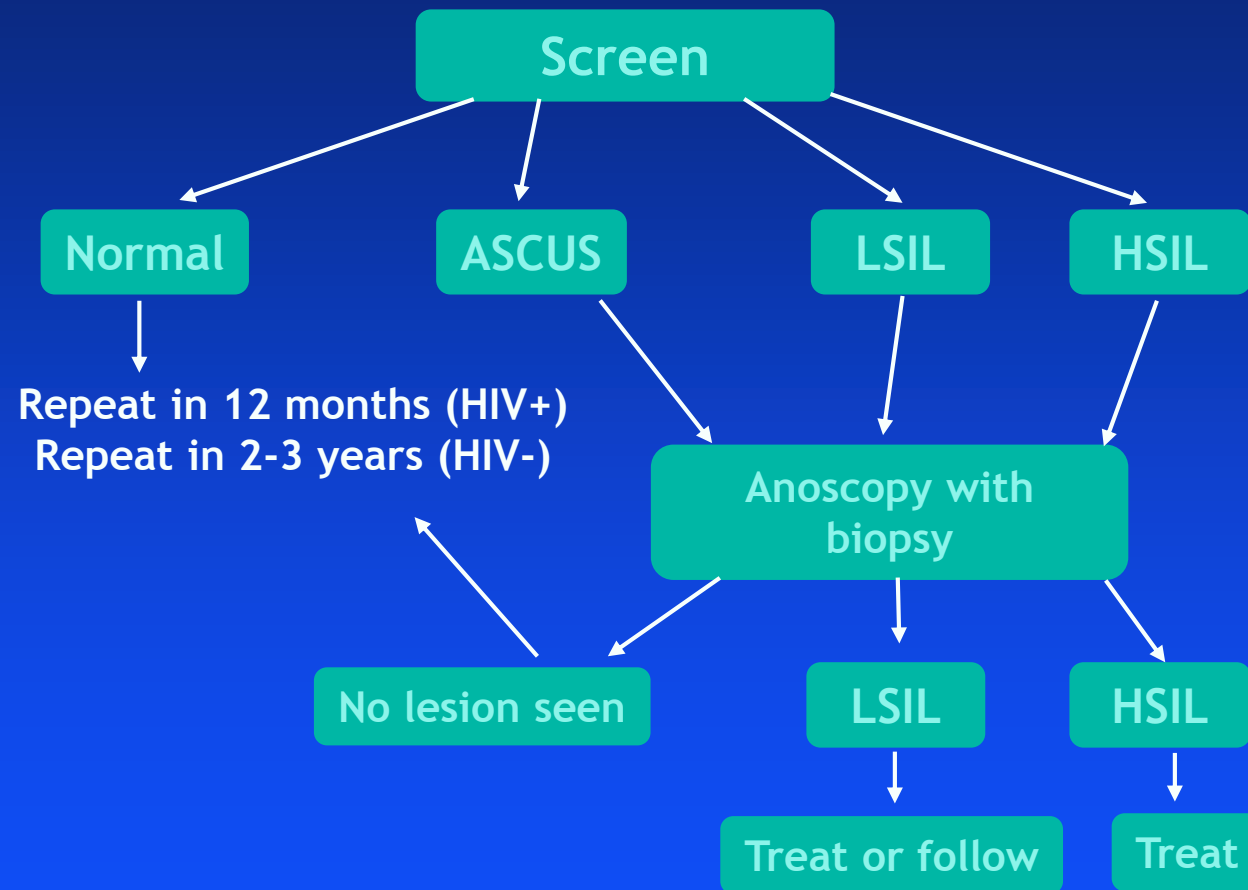 Screen
Normal
ASCUS
LSIL
HSIL
Repeat in 12 months (HIV+)
Repeat in 2-3 years (HIV-)
Anoscopy with
biopsy
No lesion seen
LSIL
HSIL
Treat or follow
Treat